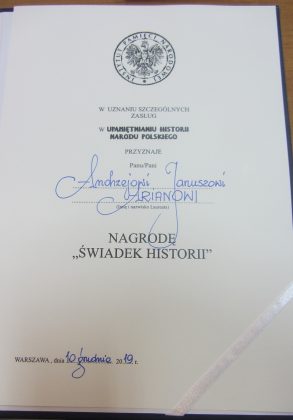 INSTYTUT PAMIĘCI NARODOWEJ
W UZNANIU SZCZEGÓLNYCH
ZASŁUG
W UPAMIĘTNIANIU HISTORII
NARODU POLSKIEGO
PRZYZNAJE
Panu/Pani
Andrzejowi Januszowi
ARIANOWI
(Imię i nazwisko Laureata)
NAGRODĘ
„ŚWIADEK HISTORII”
WARSZAWA, dnia 10 grudnia 2019 r.